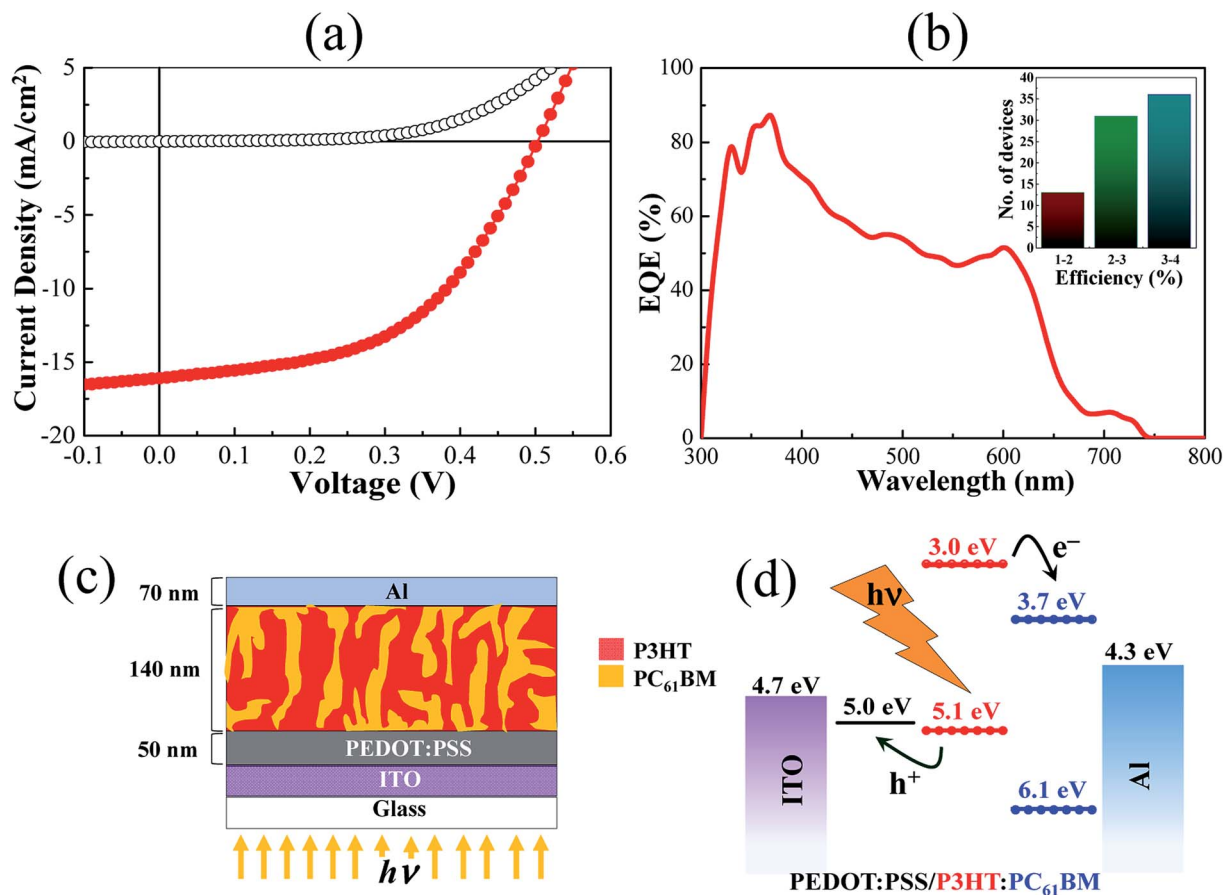 (a)
5
0
-5
-10
-15
-20
Current Density (mA/cm²)
-0.1 0.0 0.1 0.2 0.3 0.4 0.5 0.6
Voltage (V)
(b)
100
80
60
40
20
0
EQE (%)
300 400 500 600 700 800
Wavelength (nm)
40
35
30
25
20
15
10
5
0
No. of devices
1-2 2-3 3-4
Efficiency (%)
(c)
70 nm
140 nm
50 nm
Al
PEDOT:PSS
ITO
Glass
hν
P3HT
PC₆₁BM
(d)
3.0 eV
e⁻
hν
3.7 eV
4.3 eV
4.7 eV
5.0 eV
5.1 eV
h⁺
6.1 eV
ITO
Al
PEDOT:PSS/P3HT:PC₆₁BM